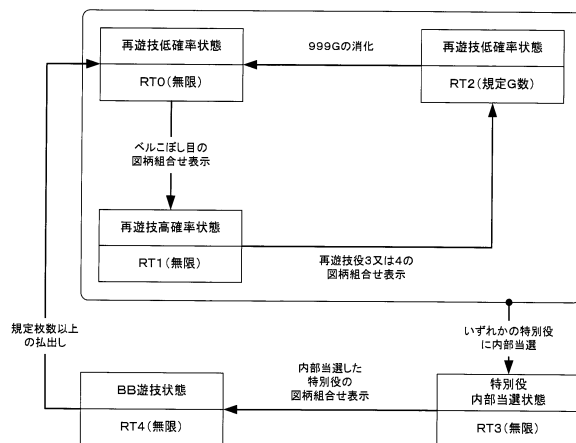 再遊技低確率状態
RT0(無限)
999Gの消化
再遊技低確率状態
RT2(規定G数)
ベルこぼし目の
図柄組合せ表示
再遊技高確率状態
RT1(無限)
再遊技役3又は4の
図柄組合せ表示
規定枚数以上
の払出し
いずれかの特別役
に内部当選
BB遊技状態
RT4(無限)
内部当選した
特別役の
図柄組合せ表示
特別役
内部当選状態
RT3(無限)